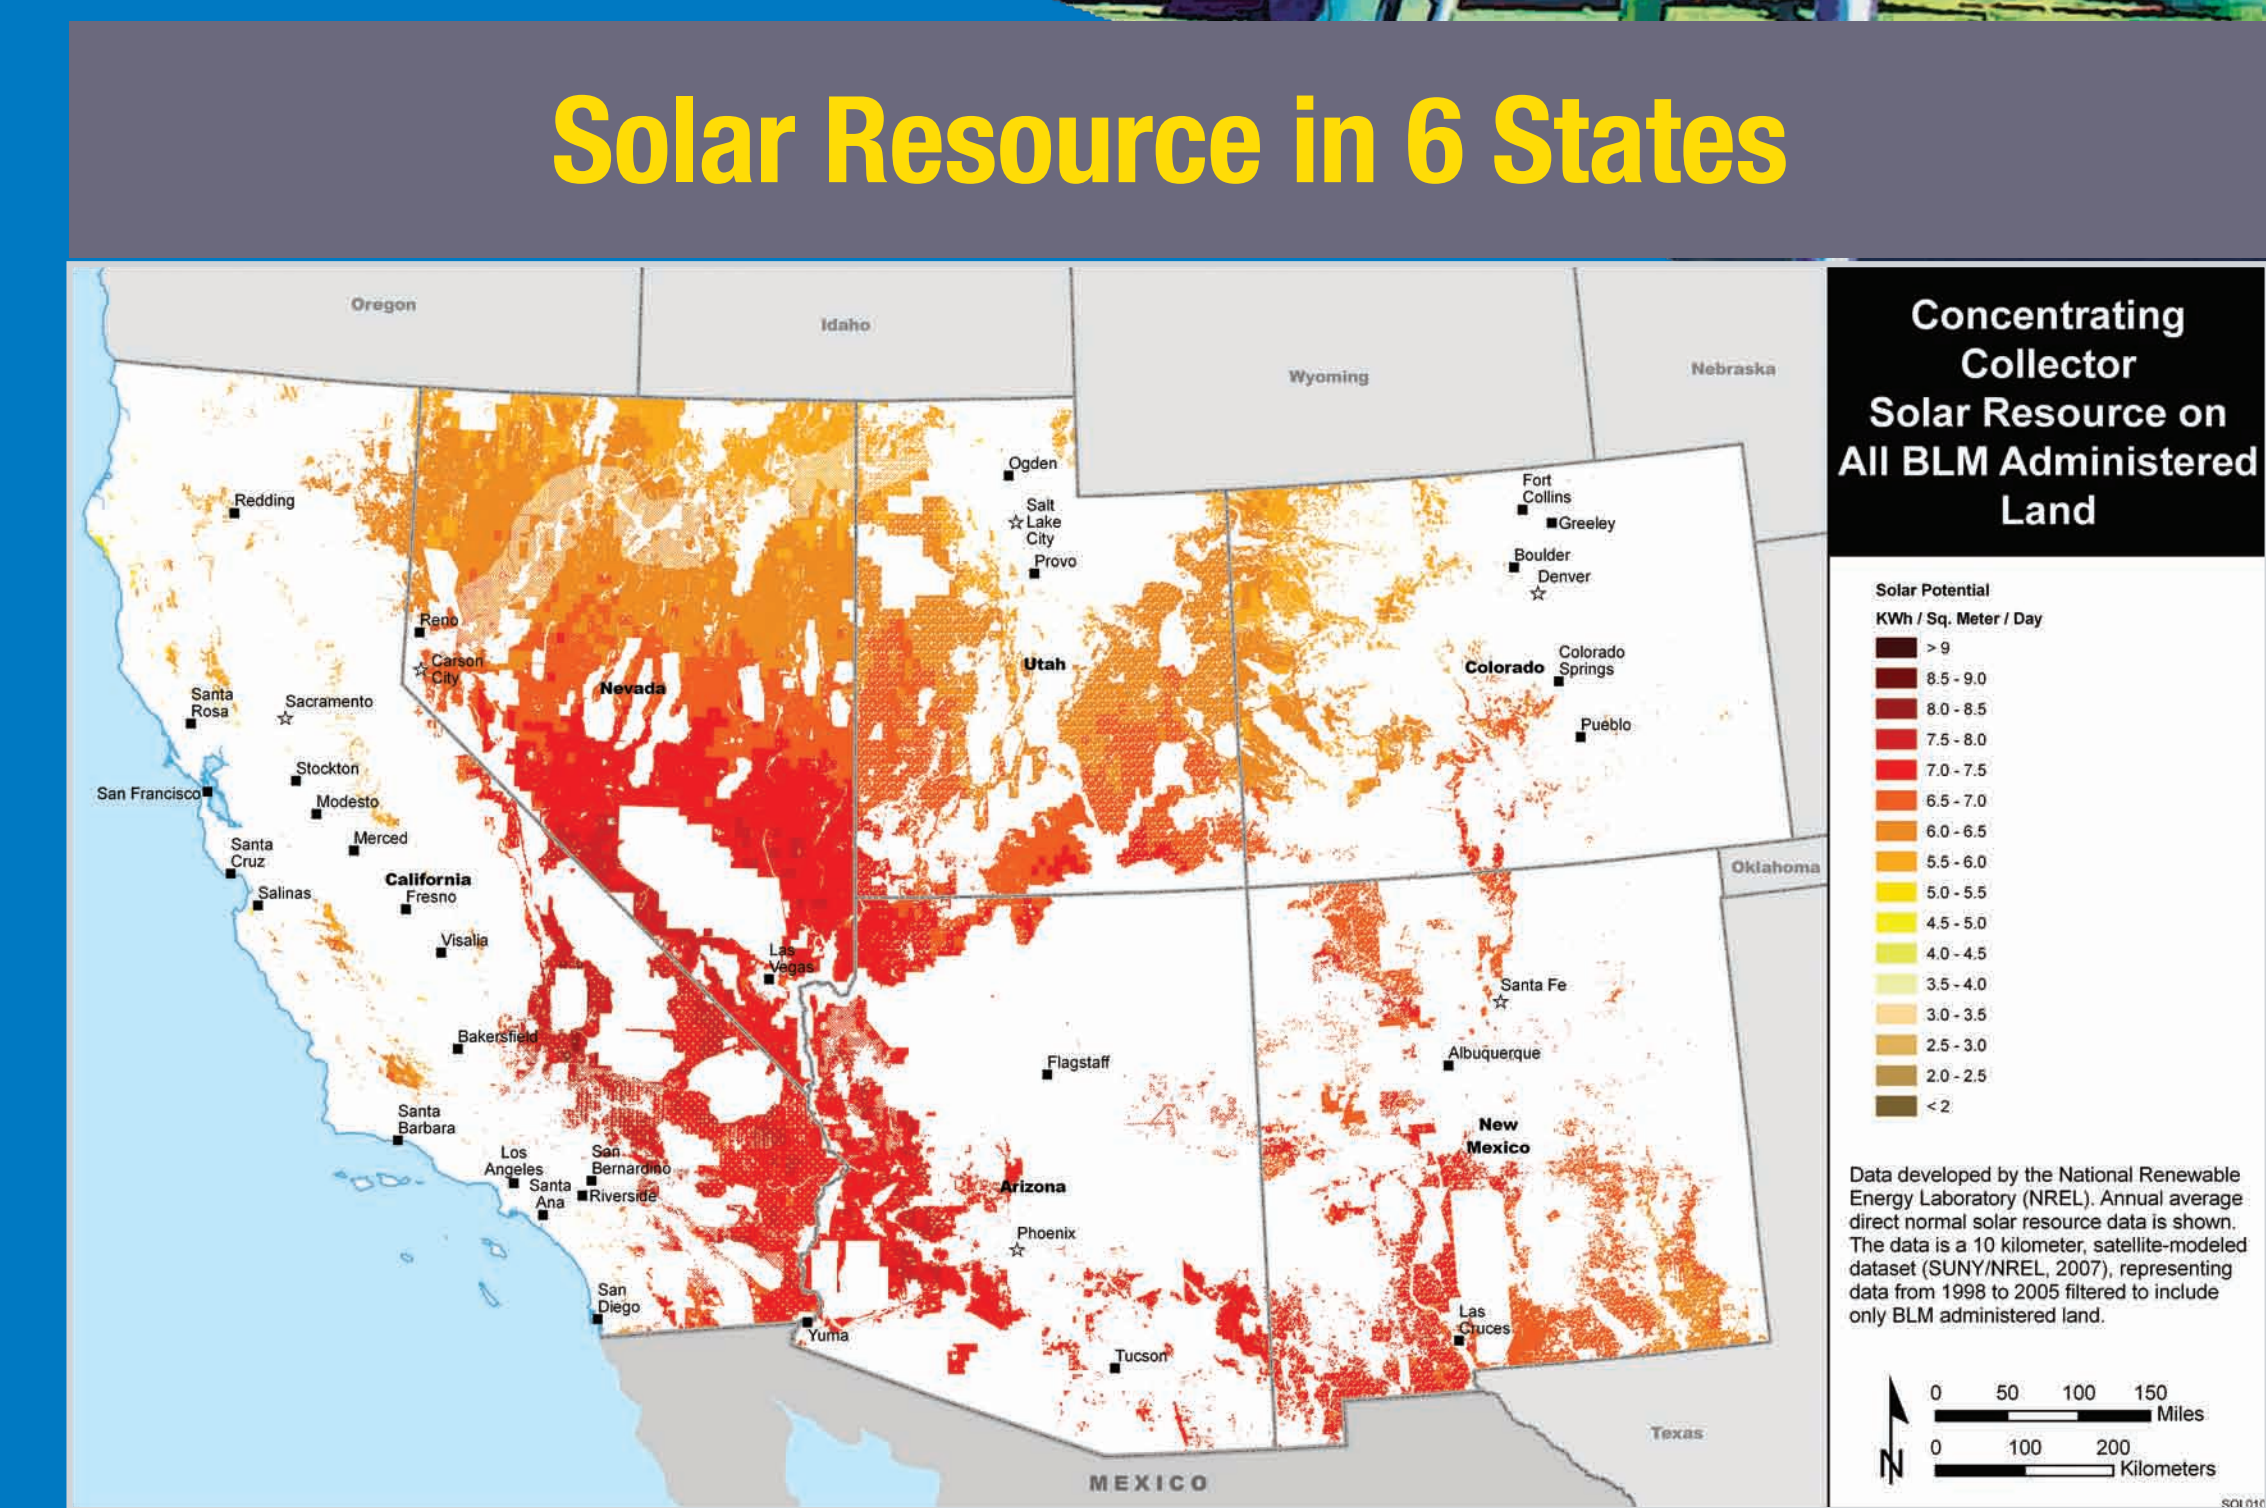 Solar Resource in 6 States
Oregon
Idaho
Wyoming
Nebraska
Redding
Ogden
Salt
Lake
City
Provo
Fort
Collins
Greeley
Boulder
Denver
Reno
Carson
City
Nevada
Utah
Colorado
Colorado
Springs
Pueblo
Santa
Rosa
Sacramento
Stockton
San Francisco
Modesto
Merced
Santa
Cruz
California
Fresno
Salinas
Visalia
Oklahoma
Las
Vegas
Santa Fe
Bakersfield
Flagstaff
Albuquerque
Santa
Barbara
New
Mexico
Los
Angeles
San
Bernardino
Santa
Ana
Riverside
Arizona
Phoenix
San
Diego
Yuma
Tucson
Las
Cruces
Texas
MEXICO
Concentrating
Collector
Solar Resource on
All BLM Administered
Land
Solar Potential
KWh / Sq. Meter / Day
> 9
8.5 - 9.0
8.0 - 8.5
7.5 - 8.0
7.0 - 7.5
6.5 - 7.0
6.0 - 6.5
5.5 - 6.0
5.0 - 5.5
4.5 - 5.0
4.0 - 4.5
3.5 - 4.0
3.0 - 3.5
2.5 - 3.0
2.0 - 2.5
< 2
Data developed by the National Renewable
Energy Laboratory (NREL). Annual average
direct normal solar resource data is shown.
The data is a 10 kilometer, satellite-modeled
dataset (SUNY/NREL, 2007), representing
data from 1998 to 2005 filtered to include
only BLM administered land.
N
0 50 100 150
Miles
0 100 200
Kilometers